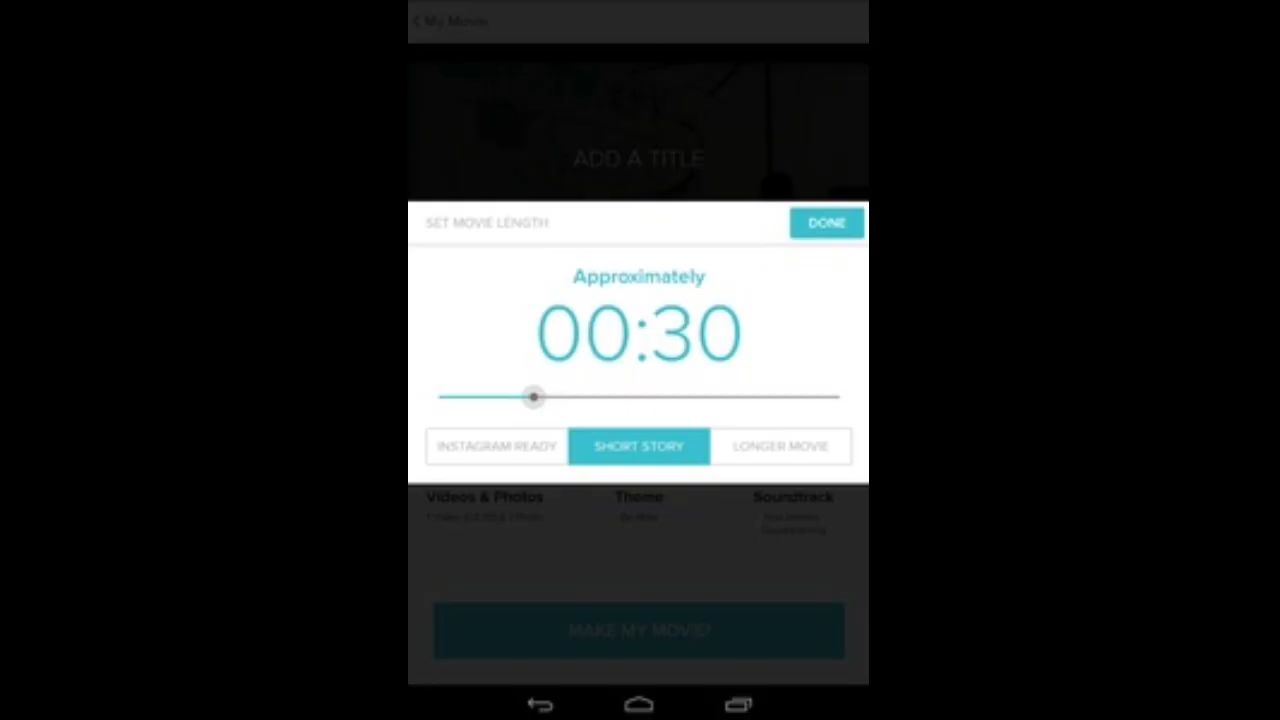 My Movie
ADD A TITLE
SET MOVIE LENGTH
DONE
Approximately
00:30
INSTAGRAM READY
SHORT STORY
LONGER MOVIE
Videos & Photos
Theme
Soundtrack
MAKE MY MOVIE!